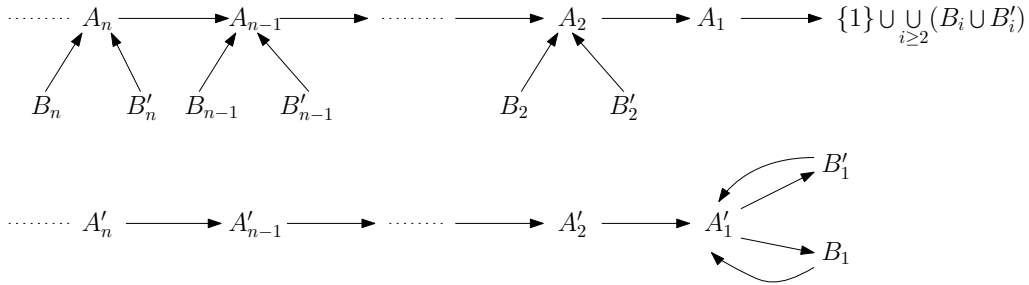 A_n A_{n-1} A_2 A_1 {1} ∪ ∪_{i≥2} (B_i ∪ B'_i)
B_n B'_n B_{n-1} B'_{n-1} B_2 B'_2
B'_1
A'_n A'_{n-1} A'_2 A'_1
B_1